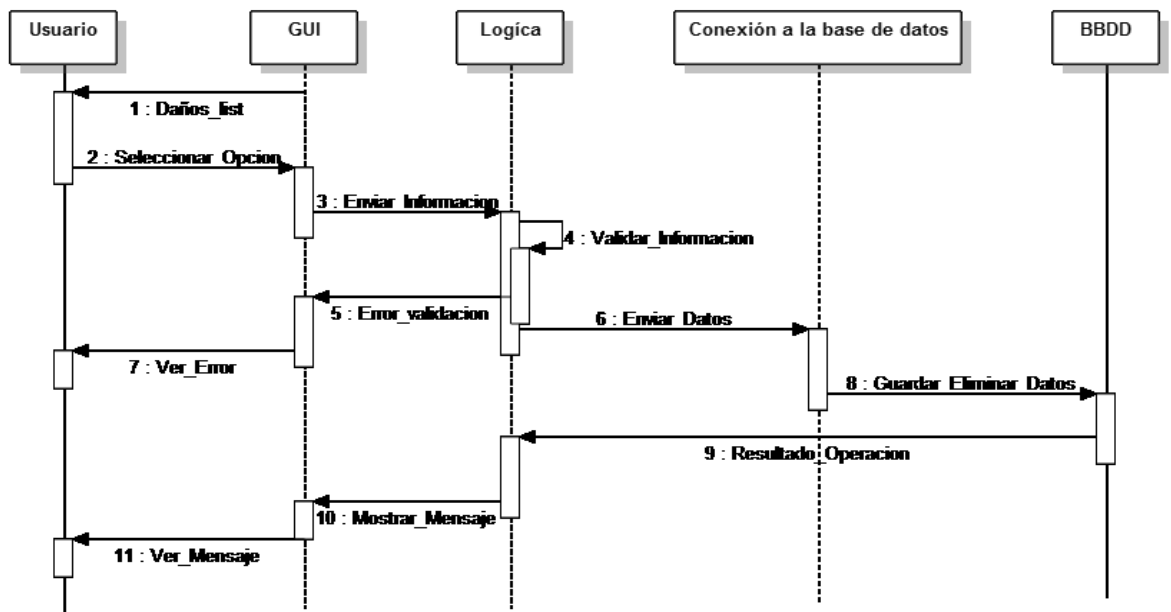 Usuario
GUI
Logíca
Conexión a la base de datos
BBDD
1 : Daños_list
2 : Seleccionar_Opcion
3 : Enviar_Informacion
4 : Validar_Informacion
5 : Error_validacion
6 : Enviar_Datos
7 : Ver_Error
8 : Guardar_Eliminar_Datos
9 : Resultado_Operacion
10 : Mostrar_Mensaje
11 : Ver_Mensaje